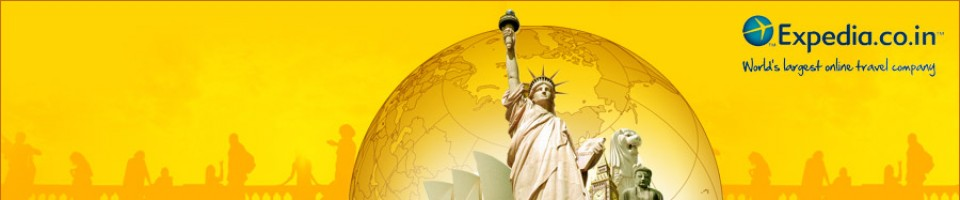 Expedia.co.in™
World's largest online travel company